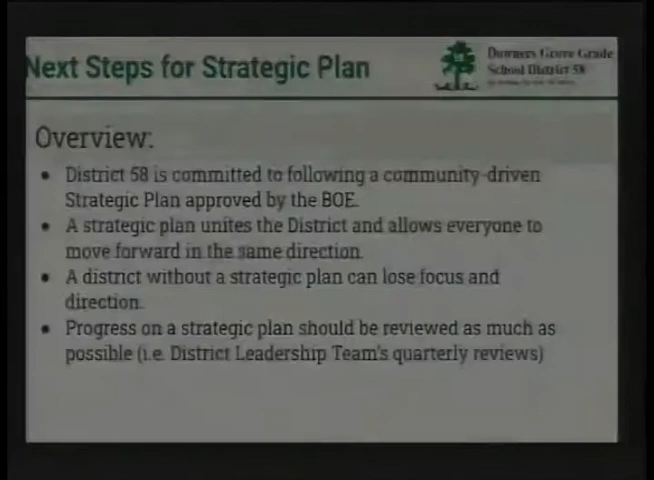 Next Steps for Strategic Plan
Downers Grove Grade
School District 58
Overview:
• District 58 is committed to following a community-driven
Strategic Plan approved by the BOE.
• A strategic plan unites the District and allows everyone to
move forward in the same direction.
• A district without a strategic plan can lose focus and
direction.
• Progress on a strategic plan should be reviewed as much as
possible (i.e. District Leadership Team's quarterly reviews)